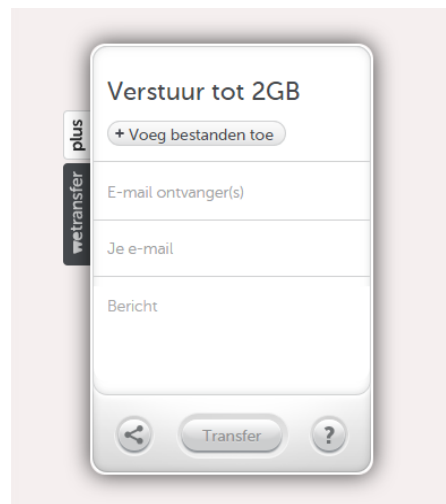 Verstuur tot 2GB
+ Voeg bestanden toe
plus
wetransfer
E-mail ontvanger(s)
Je e-mail
Bericht
Transfer
?